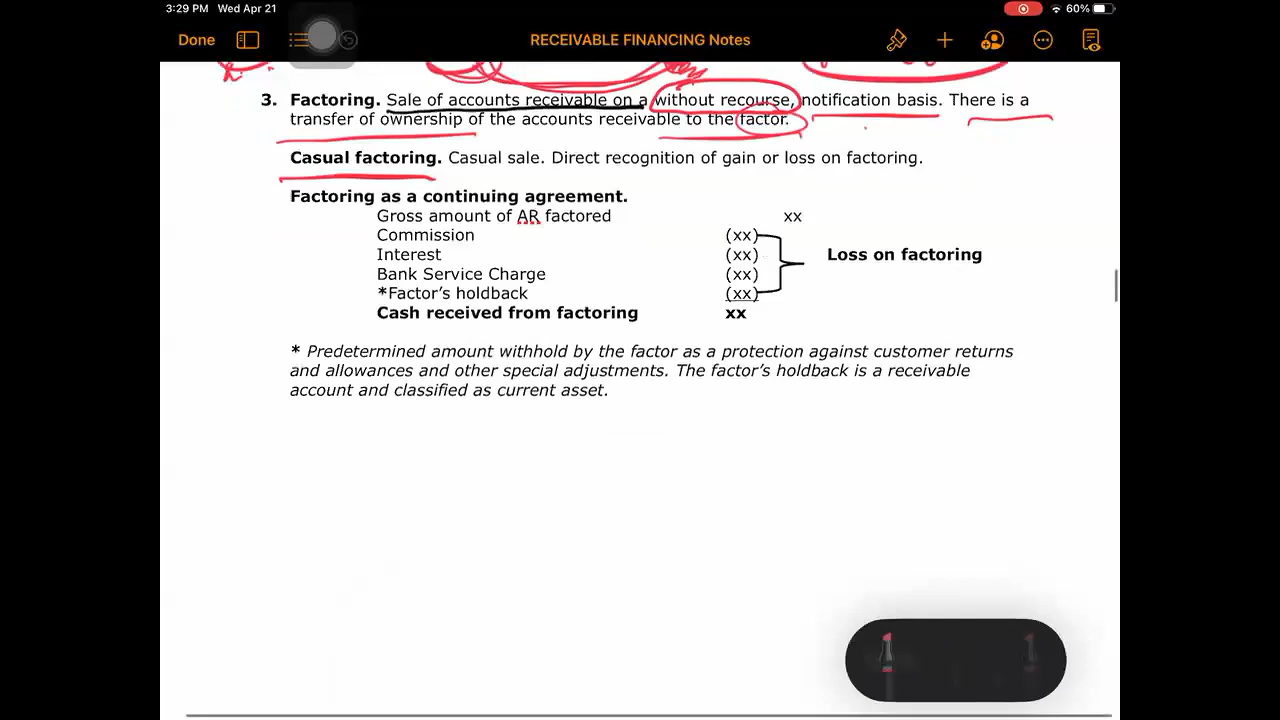 3:29 PM Wed Apr 21
60%
Done
RECEIVABLE FINANCING Notes
3. Factoring. Sale of accounts receivable on a without recourse, notification basis. There is a
transfer of ownership of the accounts receivable to the factor.
Casual factoring. Casual sale. Direct recognition of gain or loss on factoring.
Factoring as a continuing agreement.
Gross amount of AR factored xx
Commission (xx)
Interest (xx) Loss on factoring
Bank Service Charge (xx)
*Factor's holdback (xx)
Cash received from factoring xx
* Predetermined amount withhold by the factor as a protection against customer returns
and allowances and other special adjustments. The factor's holdback is a receivable
account and classified as current asset.